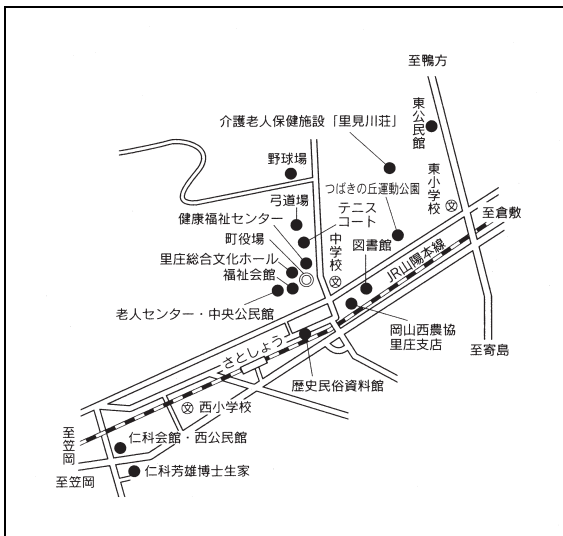 至鴨方
東公民館
介護老人保健施設「里見川荘」
野球場
東小学校
つばきの丘運動公園
弓道場
テニス
コート
至倉敷
健康福祉センター
町役場
中学校
図書館
JR山陽本線
里庄総合文化ホール
福祉会館
老人センター・中央公民館
岡山西農協
里庄支店
至寄島
さとしょう
歴史民俗資料館
西小学校
至笠岡
仁科会館・西公民館
至笠岡
仁科芳雄博士生家